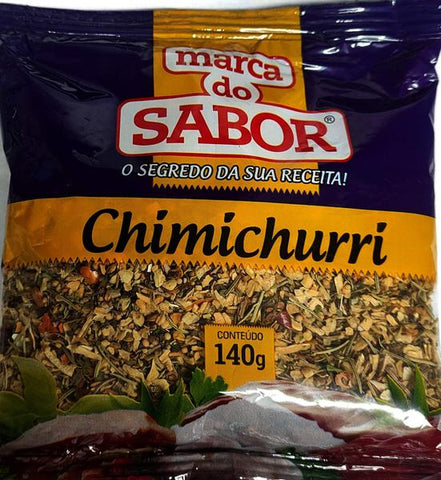 marca
do
SABOR®
O SEGREDO DA SUA RECEITA!
Chimichurri
CONTEÚDO
140g